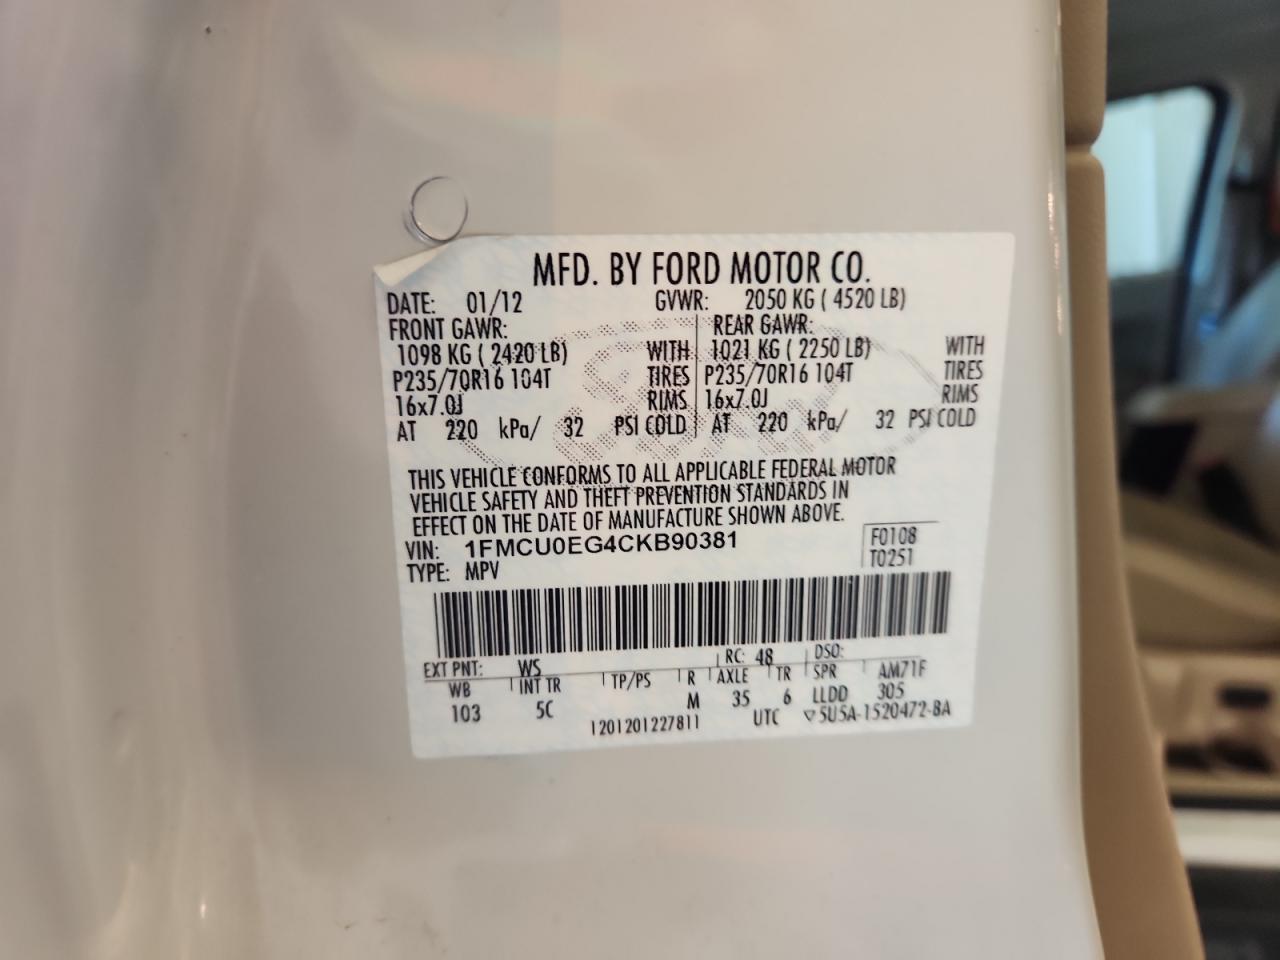 MFD. BY FORD MOTOR CO.
DATE: 01/12 GVWR: 2050 KG ( 4520 LB)
FRONT GAWR: REAR GAWR:
1098 KG ( 2420 LB) WITH 1021 KG ( 2250 LB) WITH
P235/70R16 104T TIRES P235/70R16 104T TIRES
16x7.0J RIMS 16x7.0J RIMS
AT 220 kPa/ 32 PSI COLD AT 220 kPa/ 32 PSI COLD
THIS VEHICLE CONFORMS TO ALL APPLICABLE FEDERAL MOTOR
VEHICLE SAFETY AND THEFT PREVENTION STANDARDS IN
EFFECT ON THE DATE OF MANUFACTURE SHOWN ABOVE.
VIN: 1FMCU0EG4CKB90381 F0108
TYPE: MPV T0251
EXT PNT: WS RC: 48 DSO:
WB INT TR TP/PS R AXLE TR SPR AM71F
103 5C M 35 6 LLDD 305
1201201227811 UTC ▽5U5A-1520472-BA